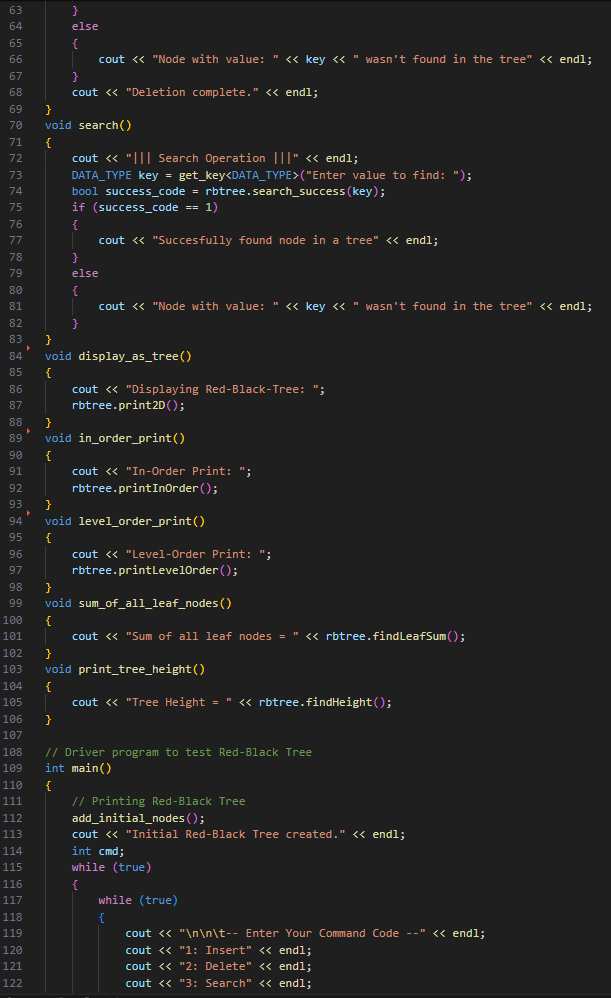 63 }
64 else
65 {
66 cout << "Node with value: " << key << " wasn't found in the tree" << endl;
67 }
68 cout << "Deletion complete." << endl;
69 }
70 void search()
71 {
72 cout << "||| Search Operation |||" << endl;
73 DATA_TYPE key = get_key<DATA_TYPE>("Enter value to find: ");
74 bool success_code = rbtree.search_success(key);
75 if (success_code == 1)
76 {
77 cout << "Succesfully found node in a tree" << endl;
78 }
79 else
80 {
81 cout << "Node with value: " << key << " wasn't found in the tree" << endl;
82 }
83 }
84 void display_as_tree()
85 {
86 cout << "Displaying Red-Black-Tree: ";
87 rbtree.print2D();
88 }
89 void in_order_print()
90 {
91 cout << "In-Order Print: ";
92 rbtree.printInOrder();
93 }
94 void level_order_print()
95 {
96 cout << "Level-Order Print: ";
97 rbtree.printLevelOrder();
98 }
99 void sum_of_all_leaf_nodes()
100 {
101 cout << "Sum of all leaf nodes = " << rbtree.findLeafSum();
102 }
103 void print_tree_height()
104 {
105 cout << "Tree Height = " << rbtree.findHeight();
106 }
107
108 // Driver program to test Red-Black Tree
109 int main()
110 {
111 // Printing Red-Black Tree
112 add_initial_nodes();
113 cout << "Initial Red-Black Tree created." << endl;
114 int cmd;
115 while (true)
116 {
117 while (true)
118 {
119 cout << "\n\n\t-- Enter Your Command Code --" << endl;
120 cout << "1: Insert" << endl;
121 cout << "2: Delete" << endl;
122 cout << "3: Search" << endl;